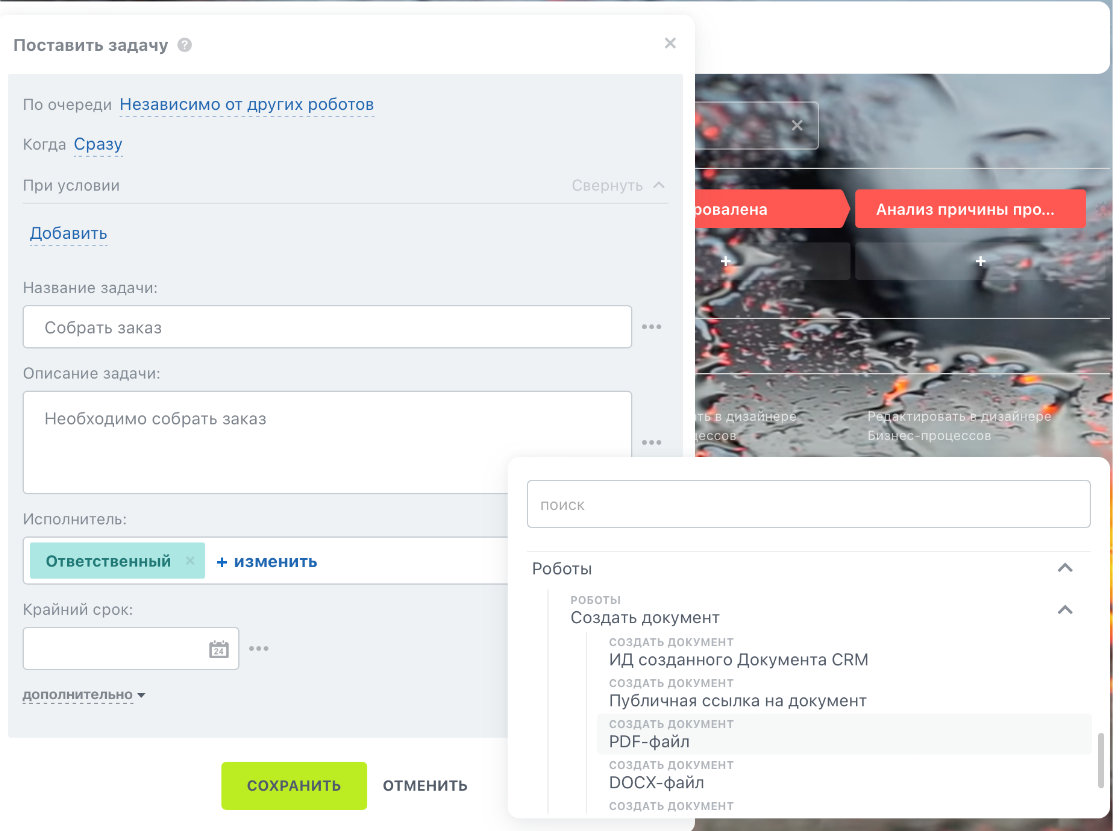 Поставить задачу ?
По очереди Независимо от других роботов
Когда Сразу
При условии
Свернуть
Добавить
Название задачи:
Собрать заказ
Описание задачи:
Необходимо собрать заказ
Исполнитель:
Ответственный × + изменить
Крайний срок:
24
дополнительно
СОХРАНИТЬ ОТМЕНИТЬ
ровалена
Анализ причины про...
+ +
ть в дизайнере
цессов
Редактировать в дизайнере
Бизнес-процессов
поиск
Роботы
РОБОТЫ
Создать документ
СОЗДАТЬ ДОКУМЕНТ
ИД созданного Документа CRM
СОЗДАТЬ ДОКУМЕНТ
Публичная ссылка на документ
СОЗДАТЬ ДОКУМЕНТ
PDF-файл
СОЗДАТЬ ДОКУМЕНТ
DOCX-файл
СОЗДАТЬ ДОКУМЕНТ